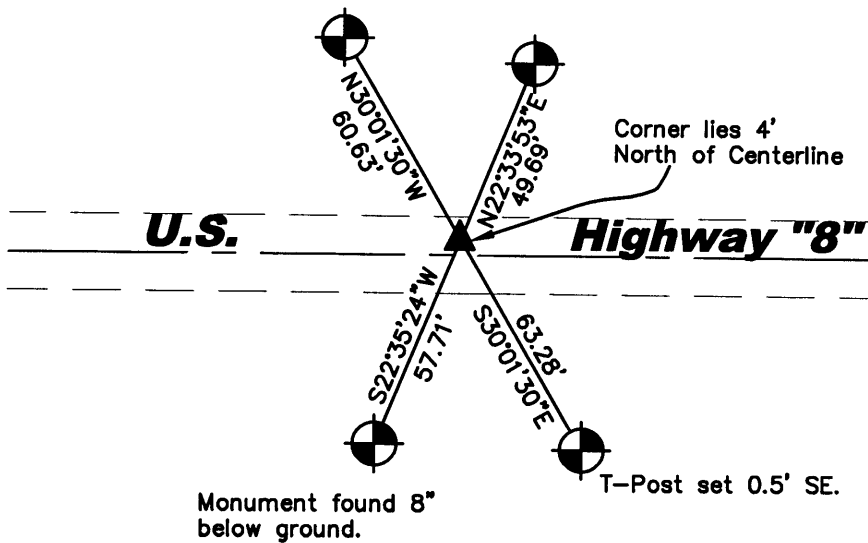 N30°01'30"W
60.63'
N22°33'53"E
49.69'
Corner lies 4'
North of Centerline
U.S.
Highway "8"
S22°35'24"W
57.71'
63.28'
S30°01'30"E
Monument found 8"
below ground.
T-Post set 0.5' SE.